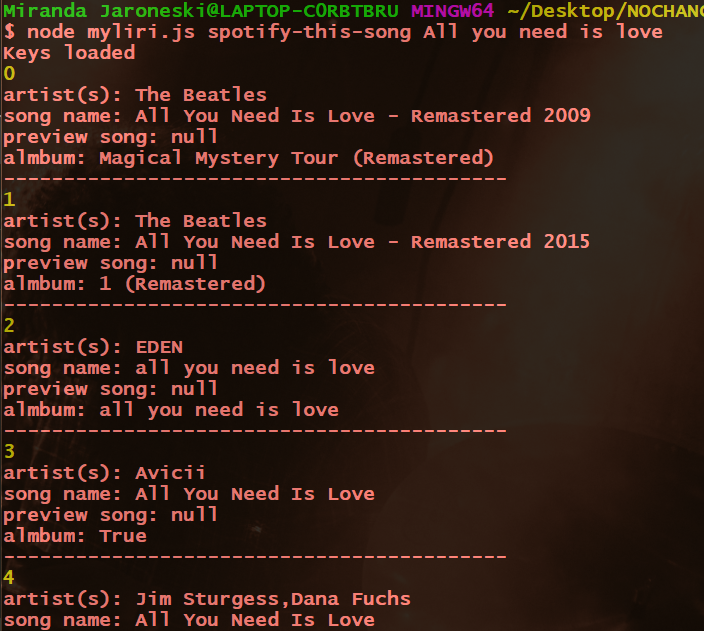 Miranda Jaroneski@LAPTOP-C0RBTBRU MINGW64 ~/Desktop/NOCHANG
$ node myliri.js spotify-this-song All you need is love
Keys loaded
0
artist(s): The Beatles
song name: All You Need Is Love - Remastered 2009
preview song: null
almbum: Magical Mystery Tour (Remastered)
------------------------------------------
1
artist(s): The Beatles
song name: All You Need Is Love - Remastered 2015
preview song: null
almbum: 1 (Remastered)
------------------------------------------
2
artist(s): EDEN
song name: all you need is love
preview song: null
almbum: all you need is love
------------------------------------------
3
artist(s): Avicii
song name: All You Need Is Love
preview song: null
almbum: True
------------------------------------------
4
artist(s): Jim Sturgess,Dana Fuchs
song name: All You Need Is Love